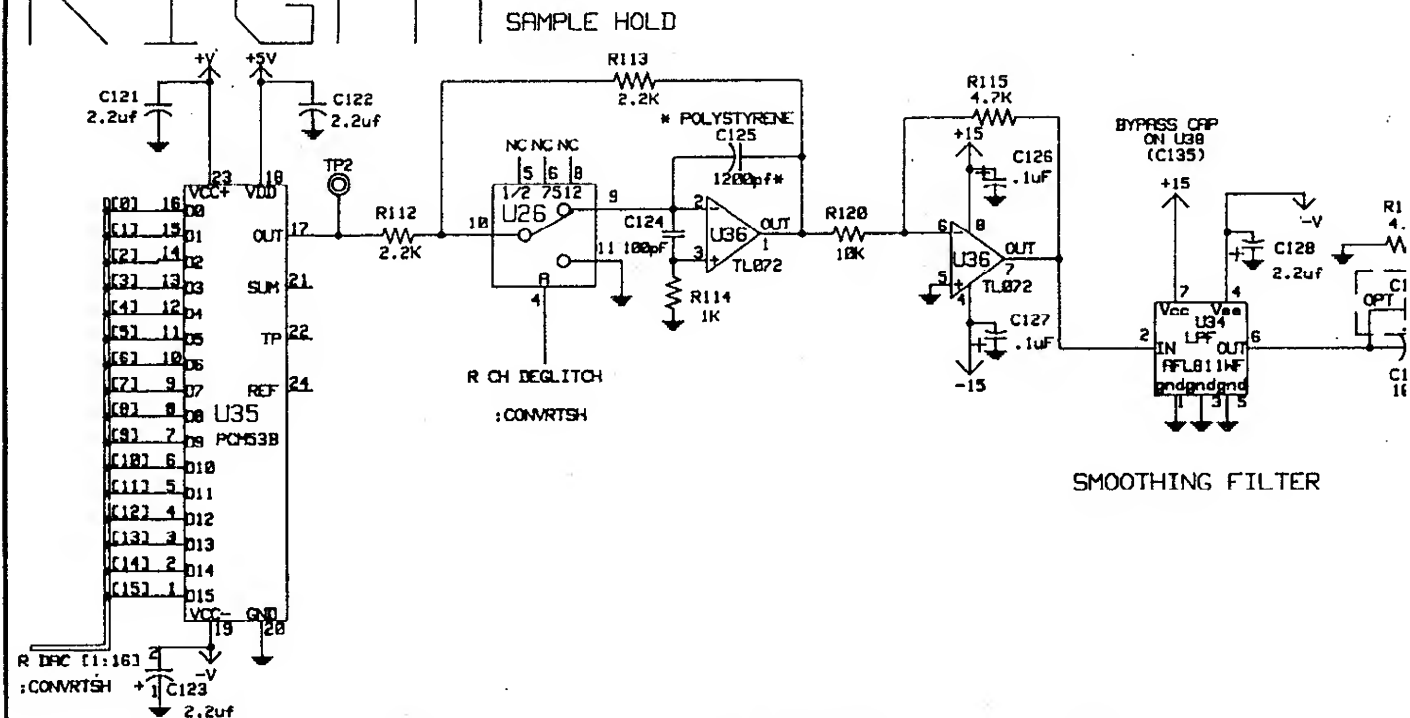 RIGHT
SAMPLE HOLD
+V
+5V
C121
2.2uf
C122
2.2uf
R113
2.2K
* POLYSTYRENE
C125
1200pf*
R115
4.7K
+15
C126
.1uF
BYPASS CAP
ON U38
(C135)
+15
-V
C128
2.2uf
TP2
NC NC NC
5 6 8
1/2 7512
U26
9
10
11
A
4
R112
2.2K
C124
100pF
2
3
U36
OUT
1
TL072
R114
1K
R120
10K
6
8
5
4
U36
OUT
7
TL072
C127
.1uF
-15
R CH DEGLITCH
:CONVRTSH
7
4
Vcc
Vee
U34
LPF
2
IN
OUT
6
AFL811WF
gnd gnd gnd
1 3 5
OPT
SMOOTHING FILTER
23
18
VCC+ VDD
[0] 16 D0
[1] 15 D1
[2] 14 D2
[3] 13 D3
[4] 12 D4
[5] 11 D5
[6] 10 D6
[7] 9 D7
[8] 8 D8
[9] 7 D9
[10] 6 D10
[11] 5 D11
[12] 4 D12
[13] 3 D13
[14] 2 D14
[15] 1 D15
OUT 17
SUM 21
TP 22
REF 24
U35
PCM53B
VCC- GND
19
20
R DAC [1:16]
:CONVRTSH
2
-V
+ 1 C123
2.2uf